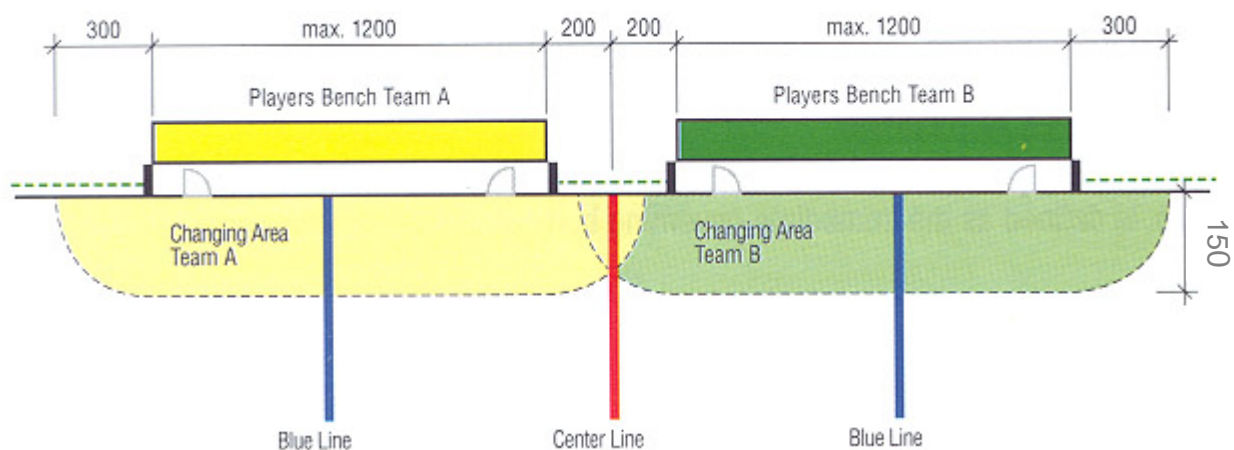 300 max. 1200 200 200 max. 1200 300
Players Bench Team A
Players Bench Team B
Changing Area
Team A
Changing Area
Team B
150
Blue Line
Center Line
Blue Line